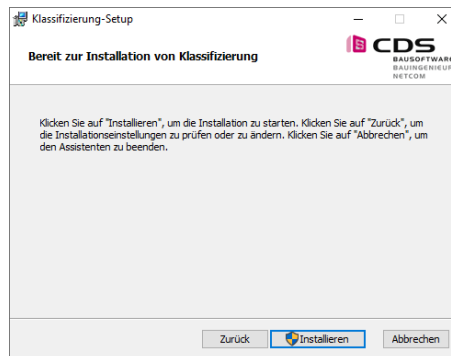 Klassifizierung-Setup
Bereit zur Installation von Klassifizierung
CDS
BAUSOFTWARE
BAUINGENIEUR
NETCOM
Klicken Sie auf "Installieren", um die Installation zu starten. Klicken Sie auf "Zurück", um
die Installationseinstellungen zu prüfen oder zu ändern. Klicken Sie auf "Abbrechen", um
den Assistenten zu beenden.
Zurück
Installieren
Abbrechen